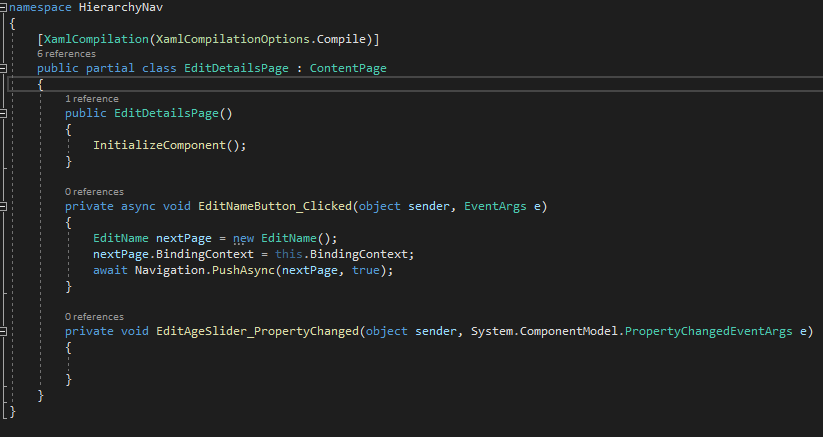 namespace HierarchyNav
{
[XamlCompilation(XamlCompilationOptions.Compile)]
6 references
public partial class EditDetailsPage : ContentPage
{
1 reference
public EditDetailsPage()
{
InitializeComponent();
}
0 references
private async void EditNameButton_Clicked(object sender, EventArgs e)
{
EditName nextPage = new EditName();
nextPage.BindingContext = this.BindingContext;
await Navigation.PushAsync(nextPage, true);
}
0 references
private void EditAgeSlider_PropertyChanged(object sender, System.ComponentModel.PropertyChangedEventArgs e)
{
}
}
}